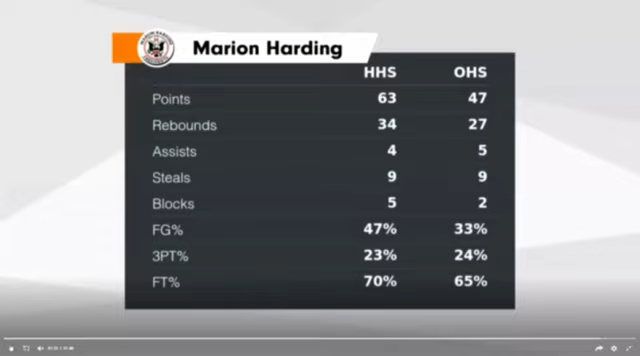 Marion Harding
HHS OHS
Points 63 47
Rebounds 34 27
Assists 4 5
Steals 9 9
Blocks 5 2
FG% 47% 33%
3PT% 23% 24%
FT% 70% 65%